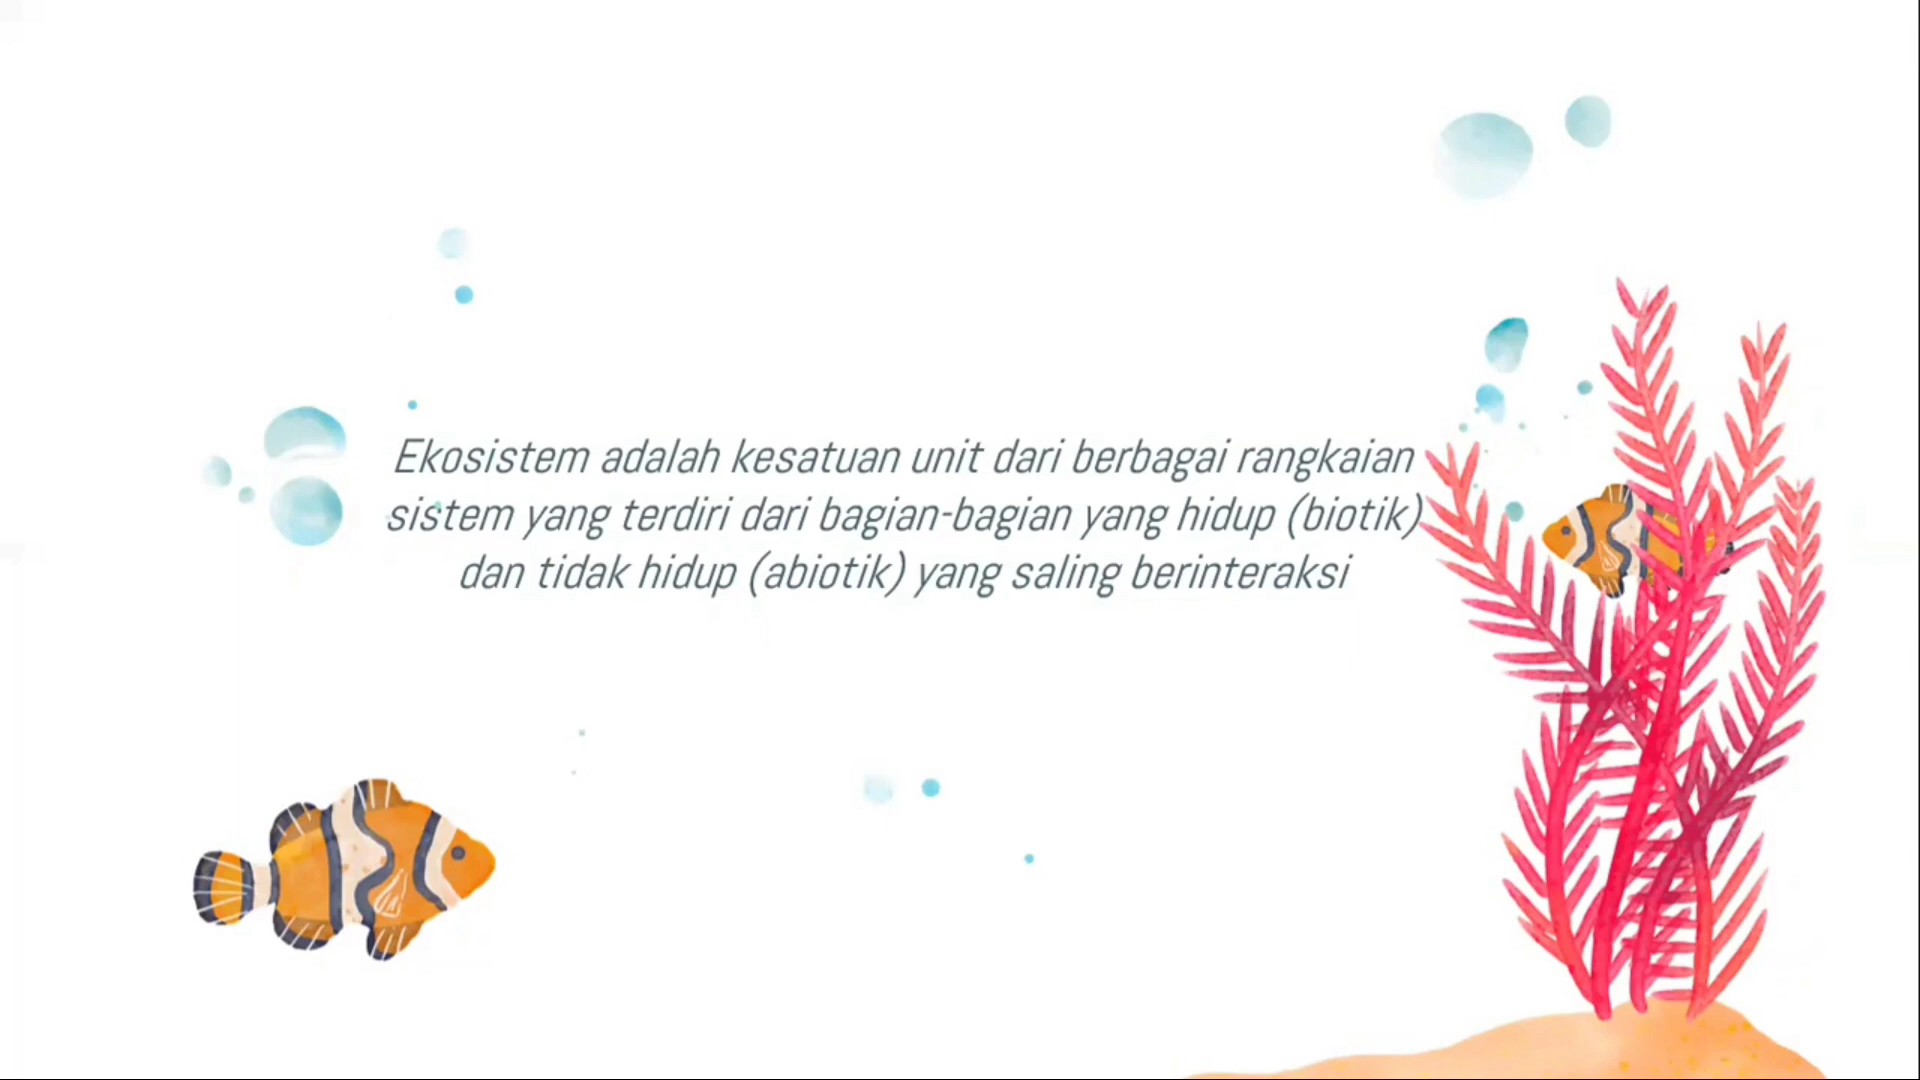 Ekosistem adalah kesatuan unit dari berbagai rangkaian
sistem yang terdiri dari bagian-bagian yang hidup (biotik)
dan tidak hidup (abiotik) yang saling berinteraksi